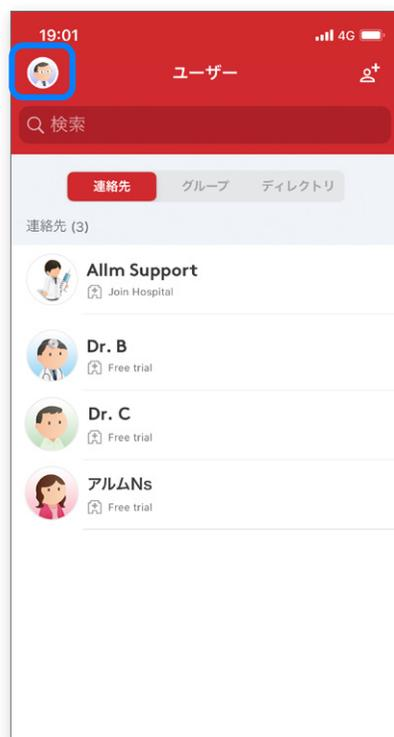 19:01 4G
ユーザー
検索
連絡先 グループ ディレクトリ
連絡先 (3)
Allm Support
Join Hospital
Dr. B
Free trial
Dr. C
Free trial
アルムNs
Free trial